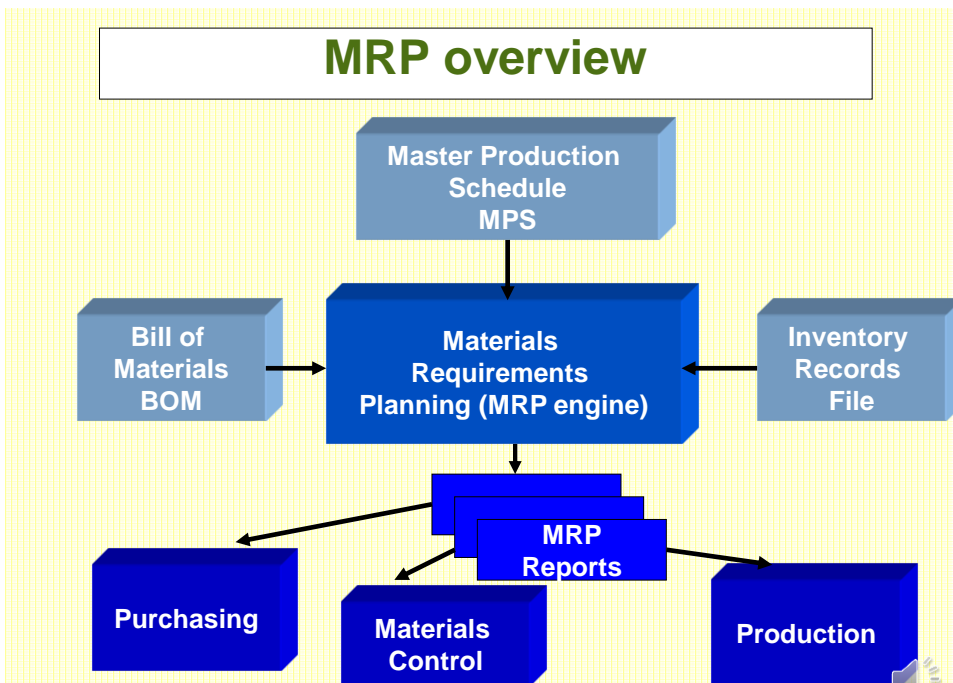 MRP overview
Master Production
Schedule
MPS
Bill of
Materials
BOM
Materials
Requirements
Planning (MRP engine)
Inventory
Records
File
MRP
Reports
Purchasing
Materials
Control
Production